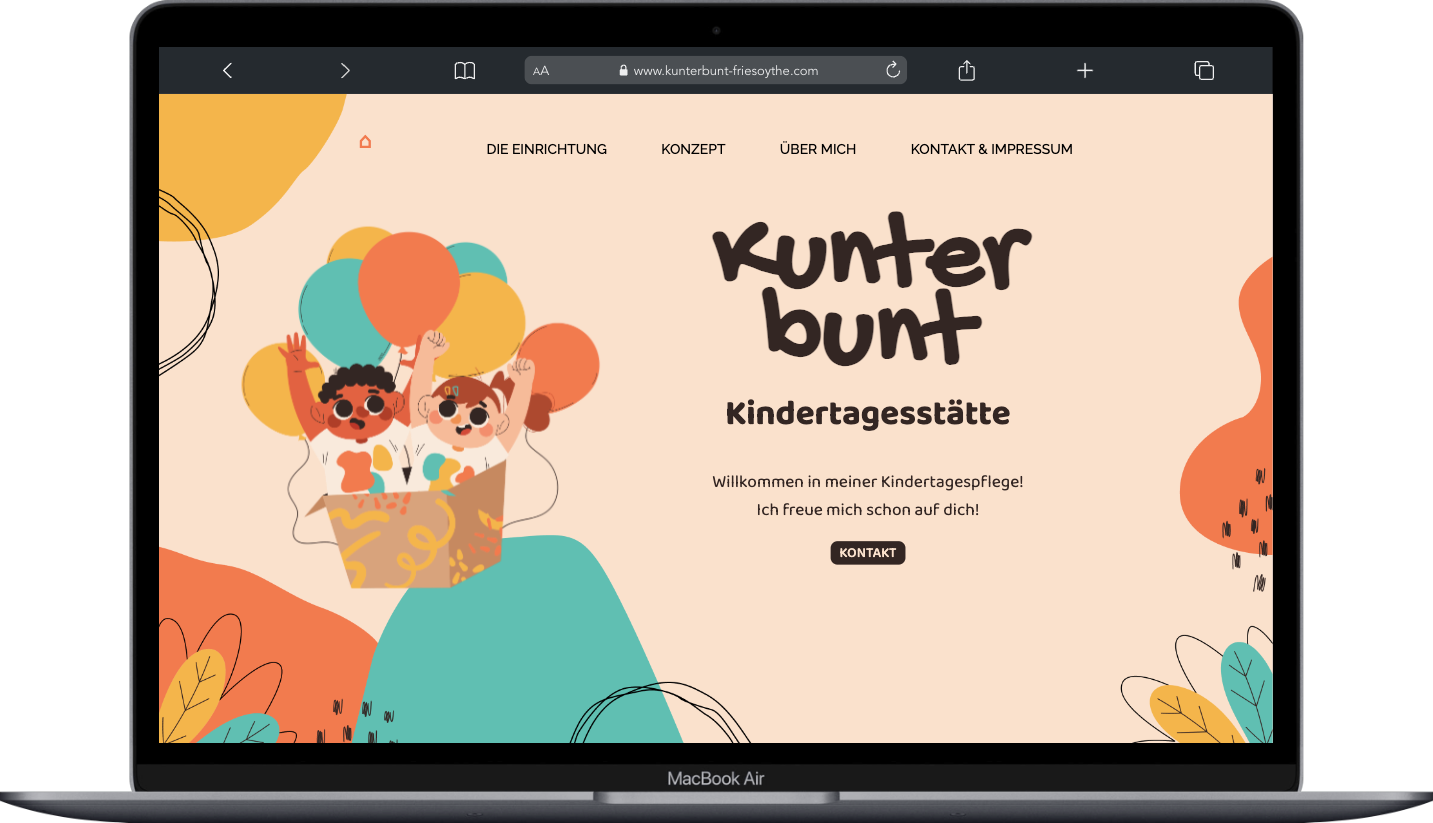 AA
www.kunterbunt-friesoythe.com
DIE EINRICHTUNG KONZEPT ÜBER MICH KONTAKT & IMPRESSUM
Kunter
bunt
Kindertagesstätte
Willkommen in meiner Kindertagespflege!
Ich freue mich schon auf dich!
KONTAKT
MacBook Air